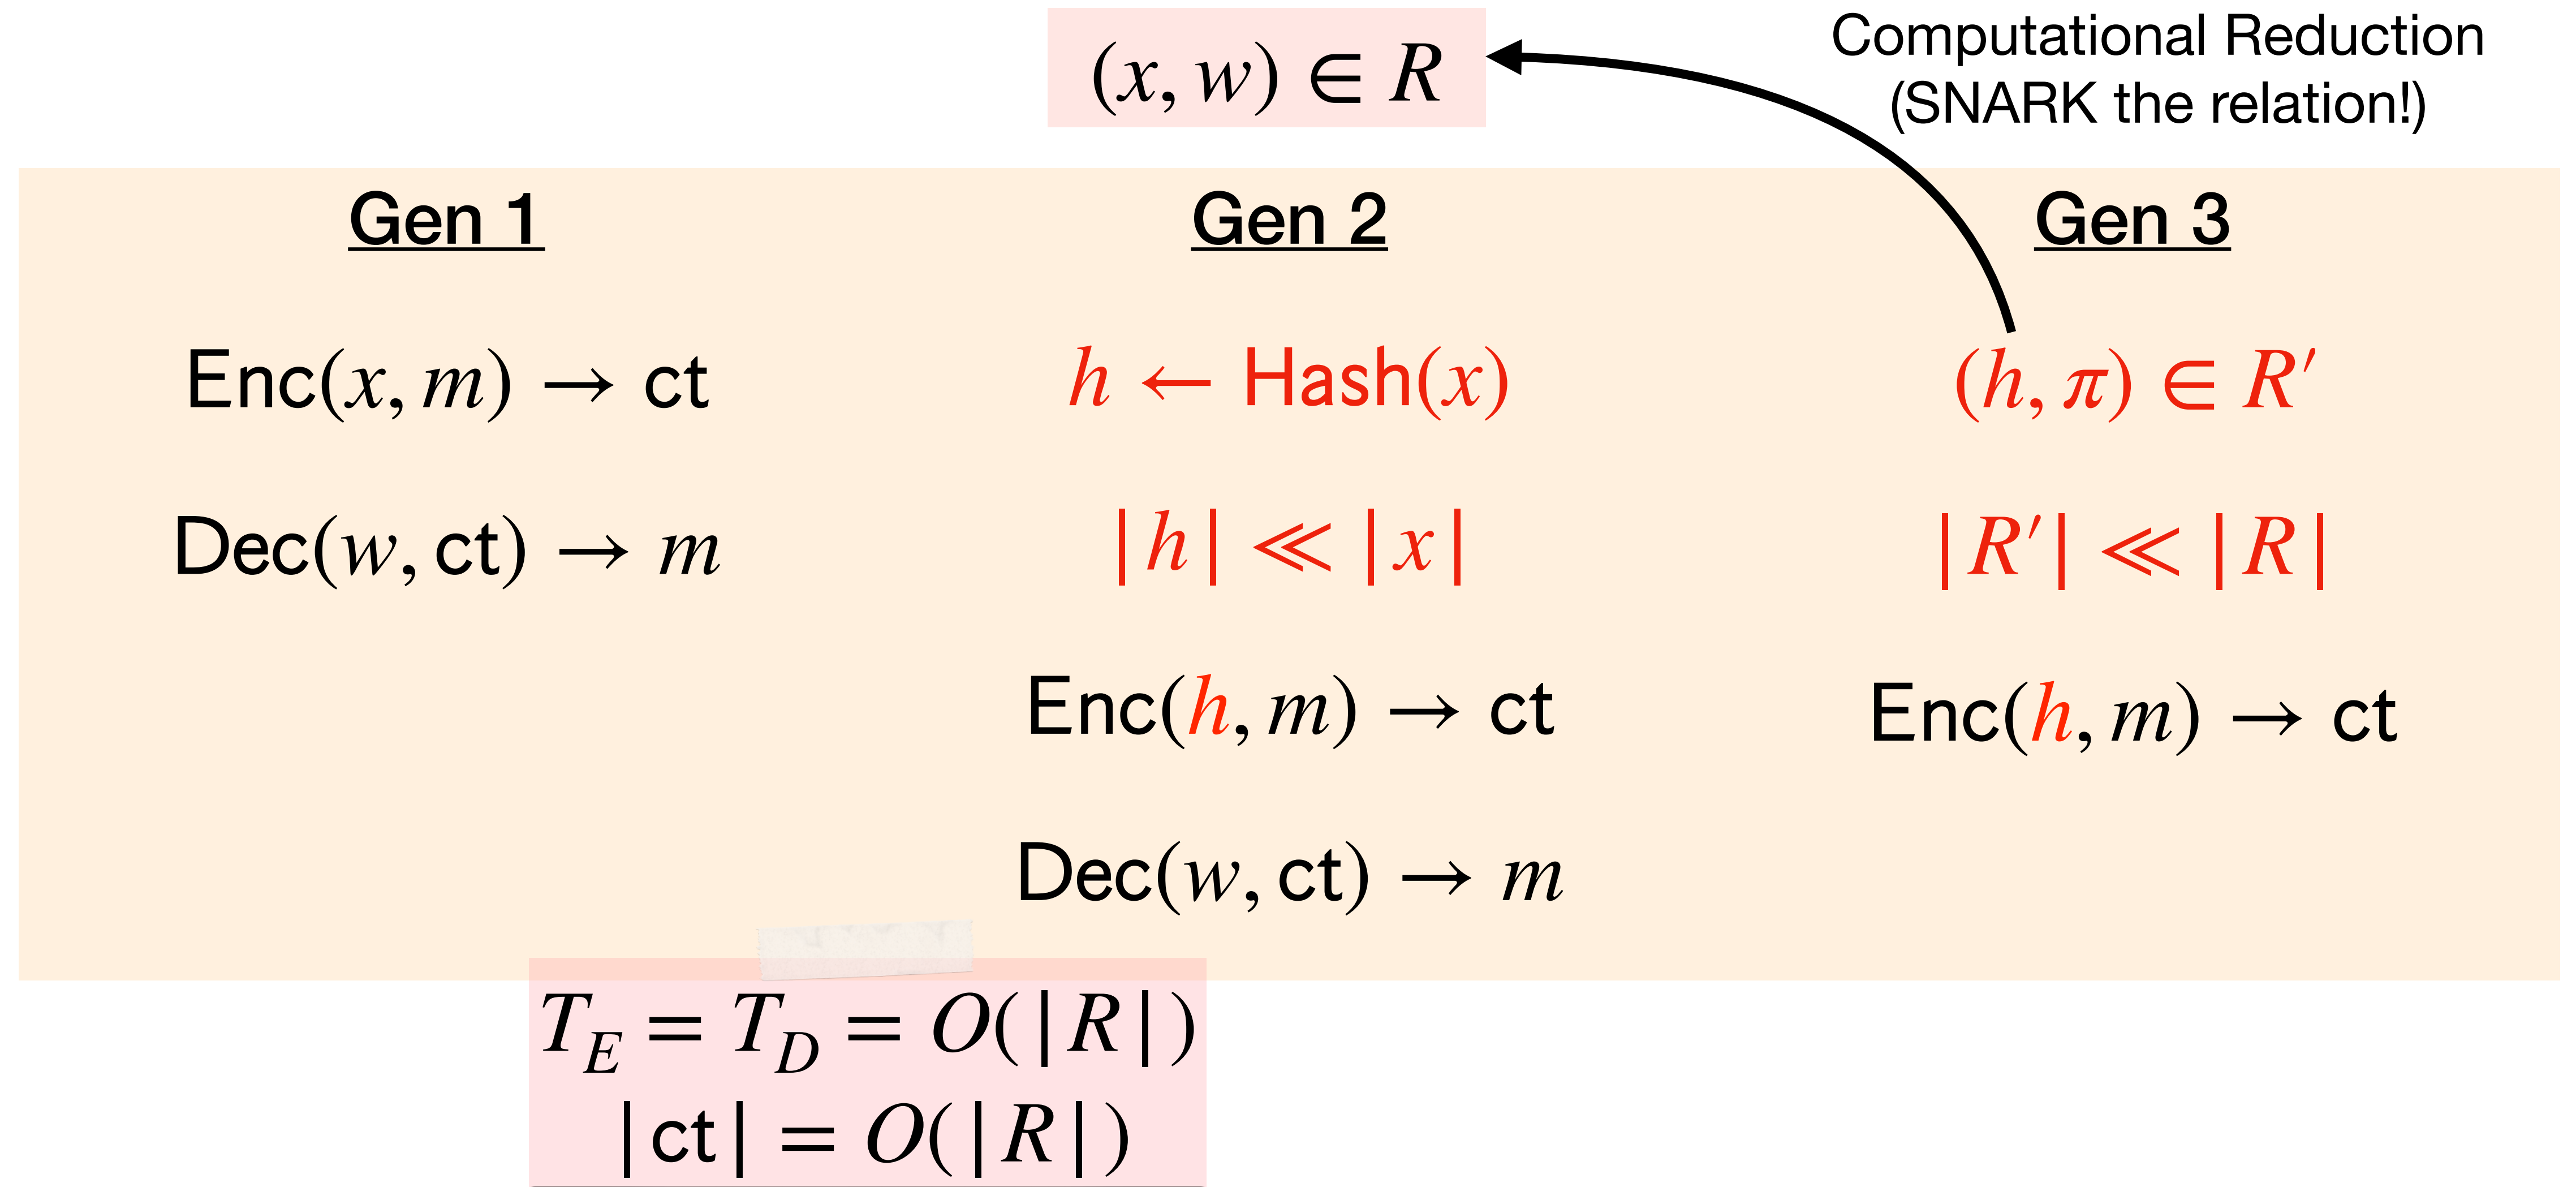 (x, w) ∈ R
Computational Reduction
(SNARK the relation!)
Gen 1
Enc(x, m) → ct
Dec(w, ct) → m
Gen 2
h ← Hash(x)
|h| ≪ |x|
Enc(h, m) → ct
Dec(w, ct) → m
Gen 3
(h, π) ∈ R′
|R′| ≪ |R|
Enc(h, m) → ct
T_E = T_D = O(|R|)
|ct| = O(|R|)